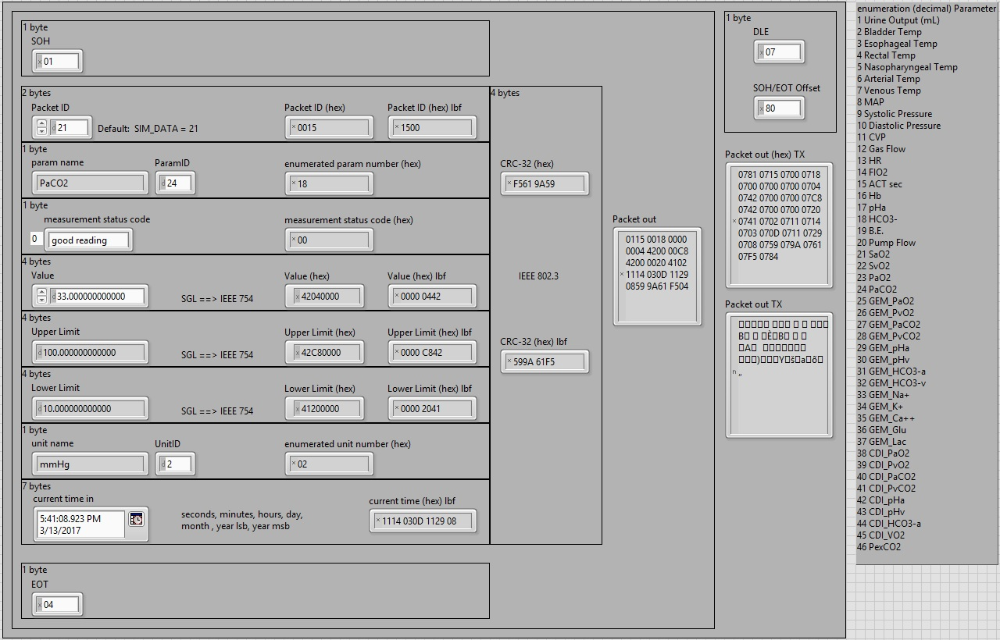 1 byte
SOH
x 01
2 bytes
Packet ID
d 21
Default: SIM_DATA = 21
Packet ID (hex)
x 0015
Packet ID (hex) lbf
x 1500
1 byte
param name
PaCO2
ParamID
d 24
enumerated param number (hex)
x 18
1 byte
measurement status code
0 good reading
measurement status code (hex)
x 00
4 bytes
Value
d 33.000000000000
SGL ==> IEEE 754
Value (hex)
x 42040000
Value (hex) lbf
x 0000 0442
4 bytes
Upper Limit
d 100.000000000000
SGL ==> IEEE 754
Upper Limit (hex)
x 42C80000
Upper Limit (hex) lbf
x 0000 C842
4 bytes
Lower Limit
d 10.000000000000
SGL ==> IEEE 754
Lower Limit (hex)
x 41200000
Lower Limit (hex) lbf
x 0000 2041
1 byte
unit name
mmHg
UnitID
d 2
enumerated unit number (hex)
x 02
7 bytes
current time in
5:41:08.923 PM
3/13/2017
seconds, minutes, hours, day,
month , year lsb, year msb
current time (hex) lbf
x 1114 030D 1129 08
1 byte
EOT
x 04
4 bytes
CRC-32 (hex)
x F561 9A59
IEEE 802.3
CRC-32 (hex) lbf
x 599A 61F5
Packet out
0115 0018 0000
0004 4200 00C8
4200 0020 4102
x 1114 030D 1129
0859 9A61 F504
1 byte
DLE
x 07
SOH/EOT Offset
x 80
Packet out (hex) TX
0781 0715 0700 0718
0700 0700 0700 0704
0742 0700 0700 07C8
0742 0700 0700 0720
x 0741 0702 0711 0714
0703 070D 0711 0729
0708 0759 079A 0761
07F5 0784
Packet out TX
enumeration (decimal) Parameter
1 Urine Output (mL)
2 Bladder Temp
3 Esophageal Temp
4 Rectal Temp
5 Nasopharyngeal Temp
6 Arterial Temp
7 Venous Temp
8 MAP
9 Systolic Pressure
10 Diastolic Pressure
11 CVP
12 Gas Flow
13 HR
14 FIO2
15 ACT sec
16 Hb
17 pHa
18 HCO3-
19 B.E.
20 Pump Flow
21 SaO2
22 SvO2
23 PaO2
24 PaCO2
25 GEM_PaO2
26 GEM_PvO2
27 GEM_PaCO2
28 GEM_PvCO2
29 GEM_pHa
30 GEM_pHv
31 GEM_HCO3-a
32 GEM_HCO3-v
33 GEM_Na+
34 GEM_K+
35 GEM_Ca++
36 GEM_Glu
37 GEM_Lac
38 CDI_PaO2
39 CDI_PvO2
40 CDI_PaCO2
41 CDI_PvCO2
42 CDI_pHa
43 CDI_pHv
44 CDI_HCO3-a
45 CDI_VO2
46 PexCO2